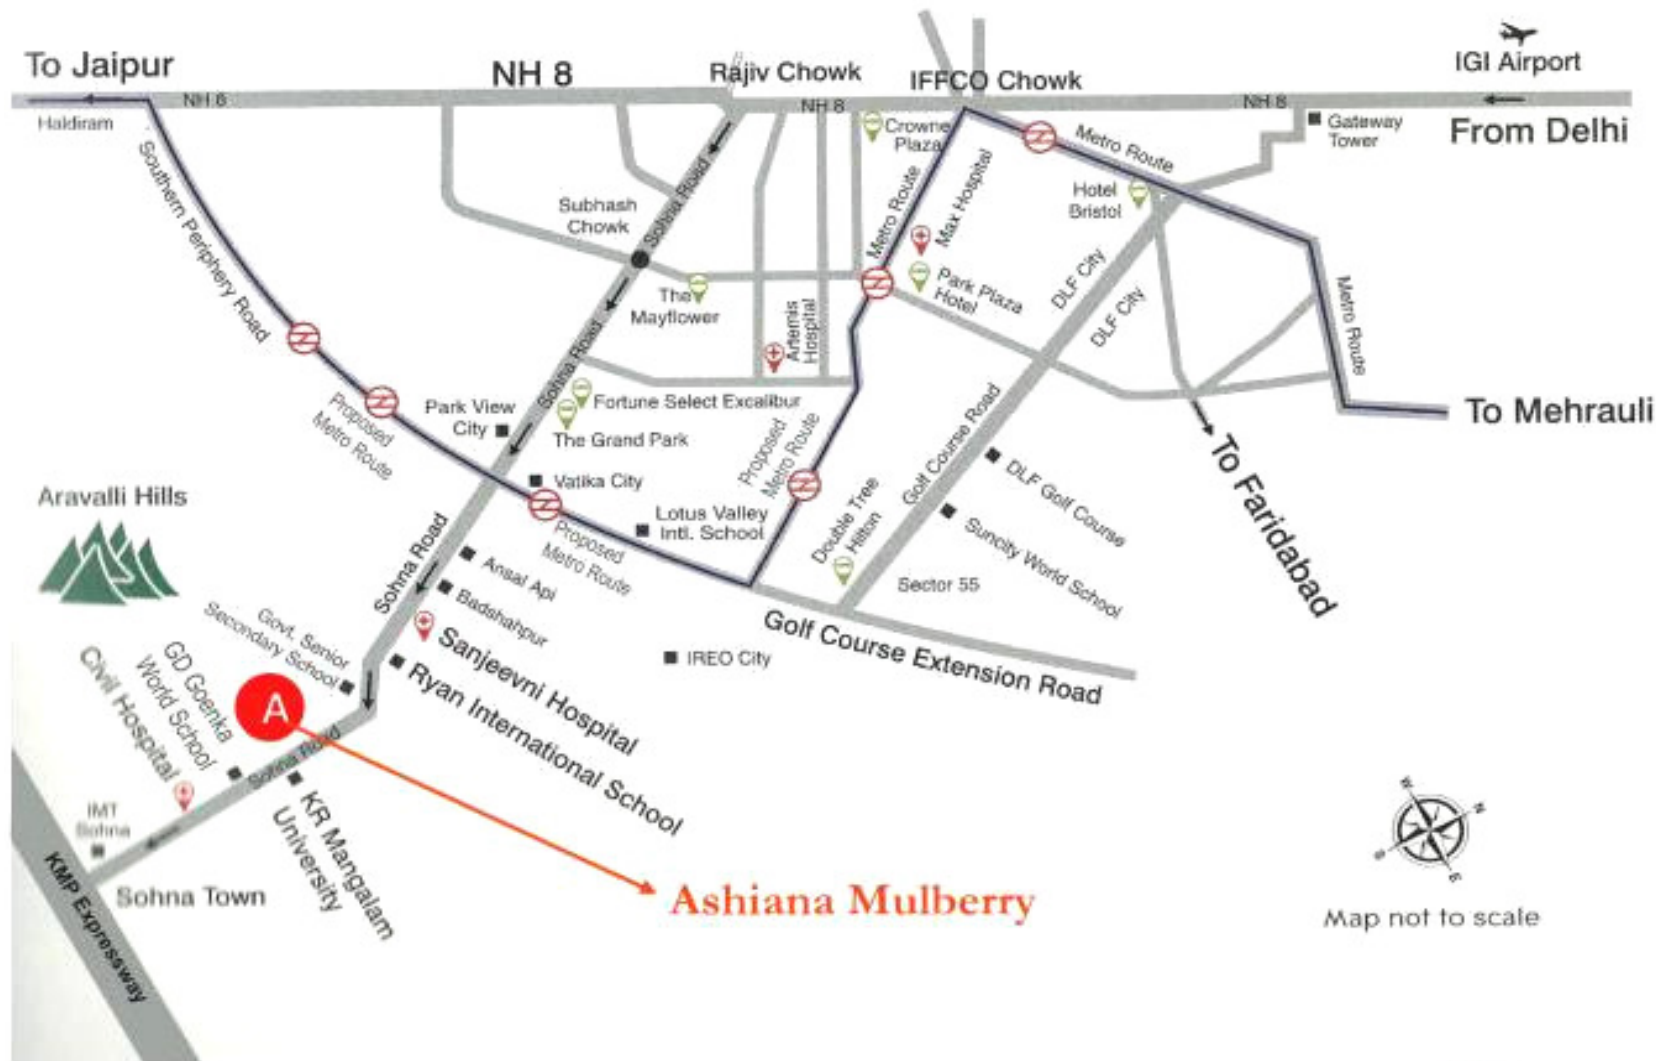 To Jaipur
NH 8
Rajiv Chowk
IFFCO Chowk
IGI Airport
NH 8
NH 8
NH 8
From Delhi
Haldiram
Crowne
Plaza
Metro Route
Gateway
Tower
Southern Periphery Road
Sohna Road
Subhash
Chowk
Metro Route
Max Hospital
Hotel
Bristol
The
Mayflower
Artemis
Hospital
Park Plaza
Hotel
DLF City
DLF City
Metro Route
Sohna Road
Proposed
Metro Route
Park View
City
Fortune Select Excalibur
The Grand Park
Proposed
Metro Route
Golf Course Road
To Mehrauli
To Faridabad
DLF Golf Course
Suncity World School
Vatika City
Lotus Valley
Intl. School
Double Tree
Hilton
Sector 55
Aravalli Hills
Sohna Road
Proposed
Metro Route
Ansal Api
Badshahpur
Sanjeevni Hospital
Ryan International School
IREO City
Golf Course Extension Road
Govt. Senior
Secondary School
GD Goenka
World School
Civil Hospital
A
Sohna Road
KR Mangalam
University
IMT
Sohna
Sohna Town
KMP Expressway
Ashiana Mulberry
W
N
S
E
Map not to scale